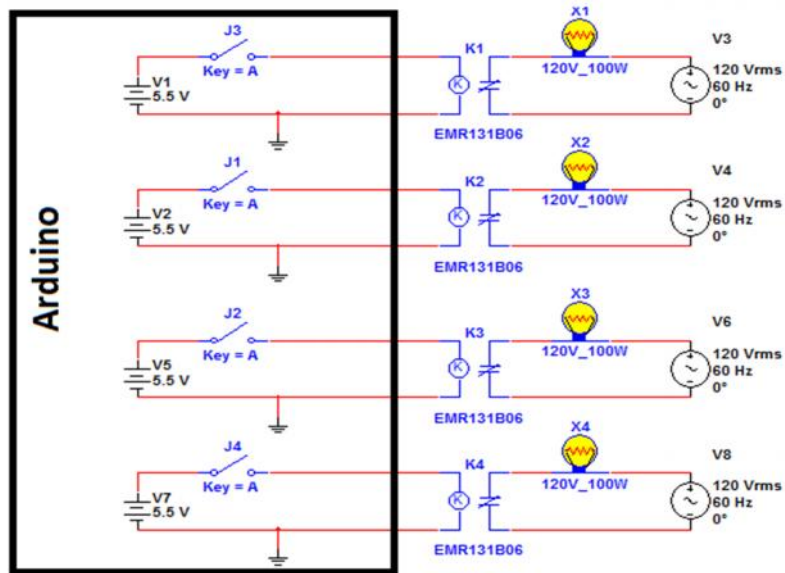 Arduino
J3
Key = A
V1
5.5 V
K1
K
EMR131B06
X1
120V_100W
V3
120 Vrms
60 Hz
0°
J1
Key = A
V2
5.5 V
K2
K
EMR131B06
X2
120V_100W
V4
120 Vrms
60 Hz
0°
J2
Key = A
V5
5.5 V
K3
K
EMR131B06
X3
120V_100W
V6
120 Vrms
60 Hz
0°
J4
Key = A
V7
5.5 V
K4
K
EMR131B06
X4
120V_100W
V8
120 Vrms
60 Hz
0°